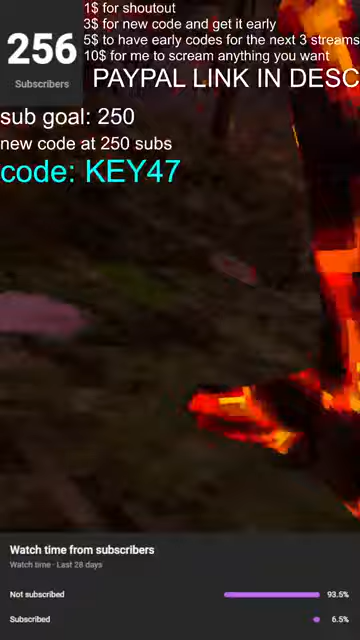 1$ for shoutout
3$ for new code and get it early
5$ to have early codes for the next 3 streams
10$ for me to scream anything you want
256
Subscribers
PAYPAL LINK IN DESC
sub goal: 250
new code at 250 subs
code: KEY47
Watch time from subscribers
Watch time · Last 28 days
Not subscribed 93.5%
Subscribed 6.5%